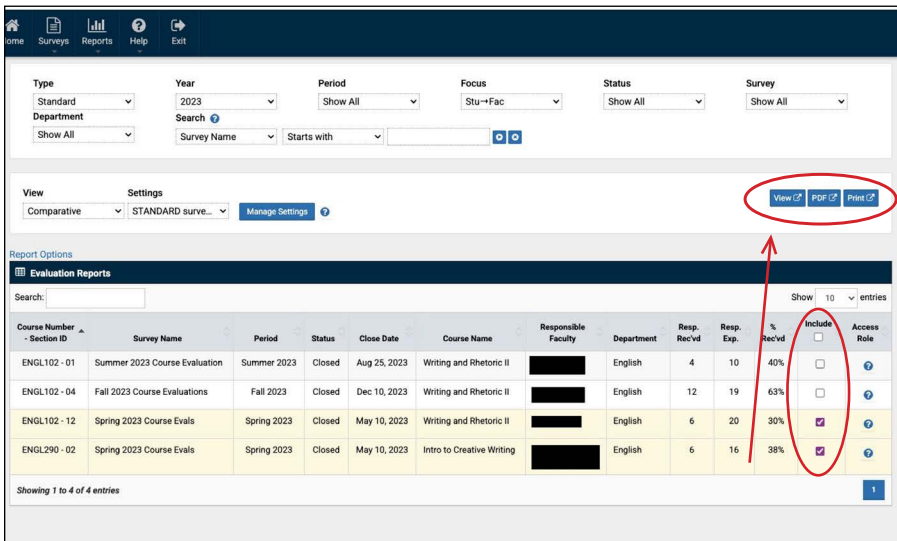 ome Surveys Reports Help Exit
Type Year Period Focus Status Survey
Standard 2023 Show All Stu→Fac Show All Show All
Department Search
Show All Survey Name Starts with
View Settings
Comparative STANDARD surve... Manage Settings View PDF Print
Report Options
Evaluation Reports
Search: Show 10 entries
Course Number - Section ID Survey Name Period Status Close Date Course Name Responsible Faculty Department Resp. Rec'vd Resp. Exp. % Rec'vd Include Access Role
ENGL102 - 01 Summer 2023 Course Evaluation Summer 2023 Closed Aug 25, 2023 Writing and Rhetoric II English 4 10 40%
ENGL102 - 04 Fall 2023 Course Evaluations Fall 2023 Closed Dec 10, 2023 Writing and Rhetoric II English 12 19 63%
ENGL102 - 12 Spring 2023 Course Evals Spring 2023 Closed May 10, 2023 Writing and Rhetoric II English 6 20 30%
ENGL290 - 02 Spring 2023 Course Evals Spring 2023 Closed May 10, 2023 Intro to Creative Writing English 6 16 38%
Showing 1 to 4 of 4 entries 1